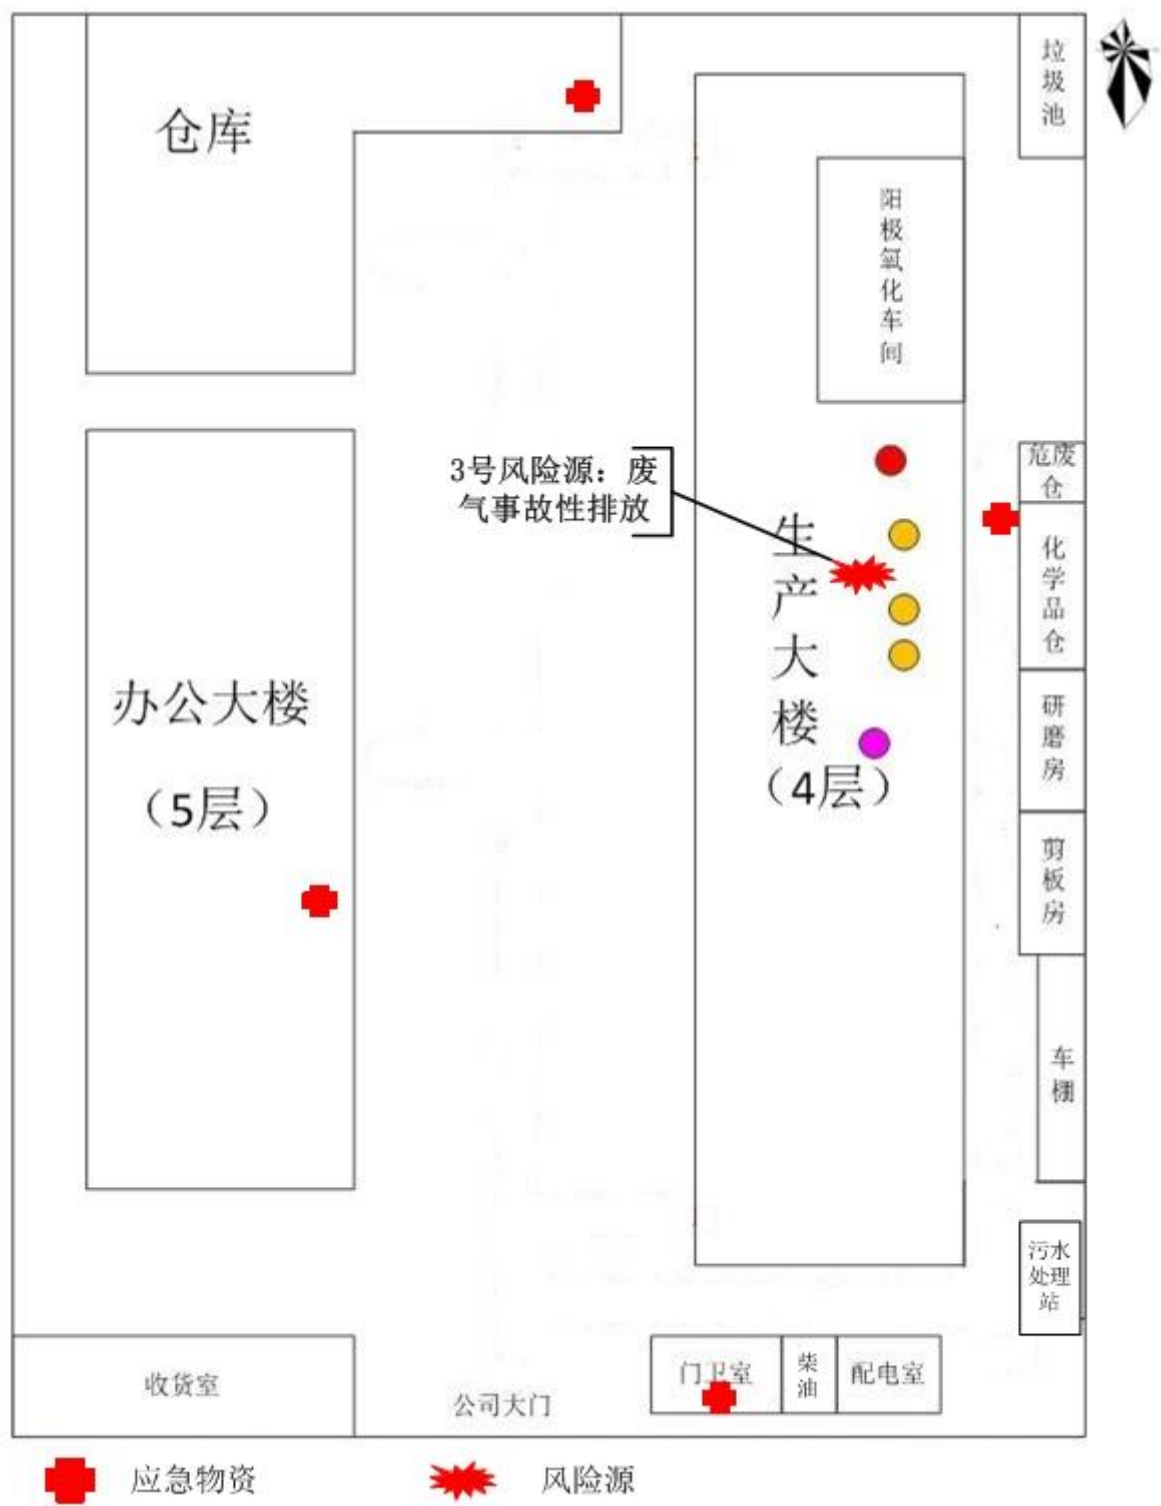 仓库
垃圾池
阳极氧化车间
3号风险源：废
气事故性排放
危废
仓
化学品仓
生产大楼
（4层）
办公大楼
（5层）
研磨房
剪板房
车棚
污水
处理
站
收货室
公司大门
门卫室
柴油
配电室
应急物资
风险源